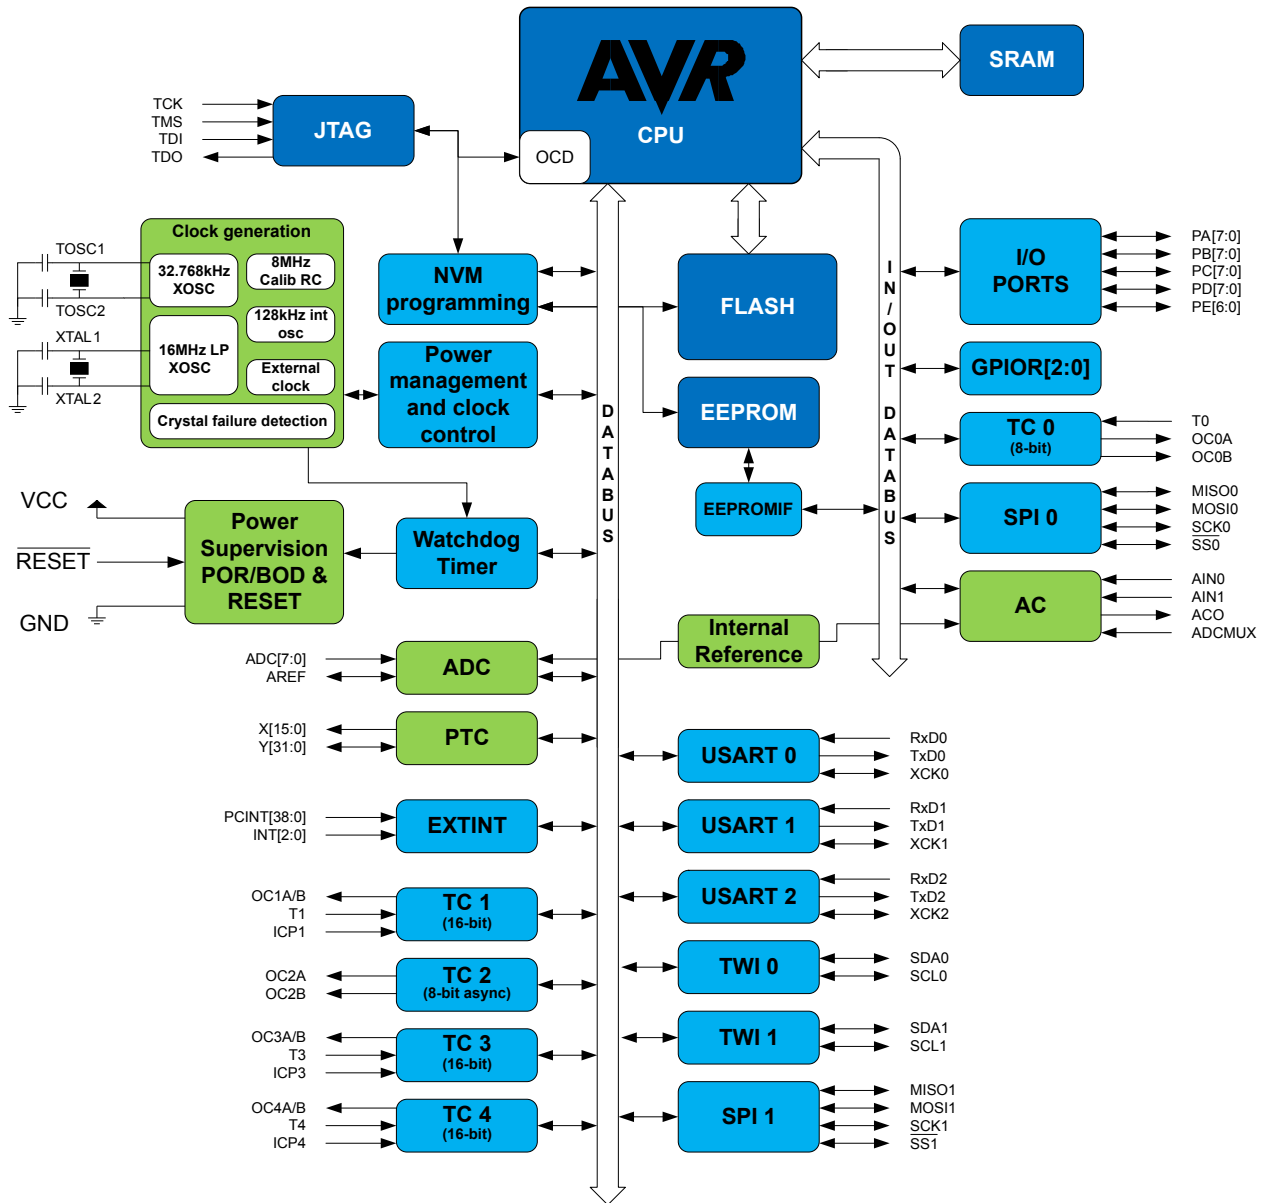 AVR
CPU
OCD
SRAM
TCK
TMS
TDI
TDO
JTAG
Clock generation
TOSC1
TOSC2
32.768kHz
XOSC
8MHz
Calib RC
128kHz int
osc
XTAL1
XTAL2
16MHz LP
XOSC
External
clock
Crystal failure detection
NVM
programming
Power
management
and clock
control
FLASH
EEPROM
EEPROMIF
DATABUS
IN/OUT DATABUS
I/O
PORTS
PA[7:0]
PB[7:0]
PC[7:0]
PD[7:0]
PE[6:0]
GPIOR[2:0]
TC 0
(8-bit)
T0
OC0A
OC0B
SPI 0
MISO0
MOSI0
SCK0
SS0
AC
AIN0
AIN1
ACO
ADCMUX
VCC
RESET
GND
Power
Supervision
POR/BOD &
RESET
Watchdog
Timer
Internal
Reference
ADC[7:0]
AREF
ADC
X[15:0]
Y[31:0]
PTC
PCINT[38:0]
INT[2:0]
EXTINT
OC1A/B
T1
ICP1
TC 1
(16-bit)
OC2A
OC2B
TC 2
(8-bit async)
OC3A/B
T3
ICP3
TC 3
(16-bit)
OC4A/B
T4
ICP4
TC 4
(16-bit)
USART 0
RxD0
TxD0
XCK0
USART 1
RxD1
TxD1
XCK1
USART 2
RxD2
TxD2
XCK2
TWI 0
SDA0
SCL0
TWI 1
SDA1
SCL1
SPI 1
MISO1
MOSI1
SCK1
SS1